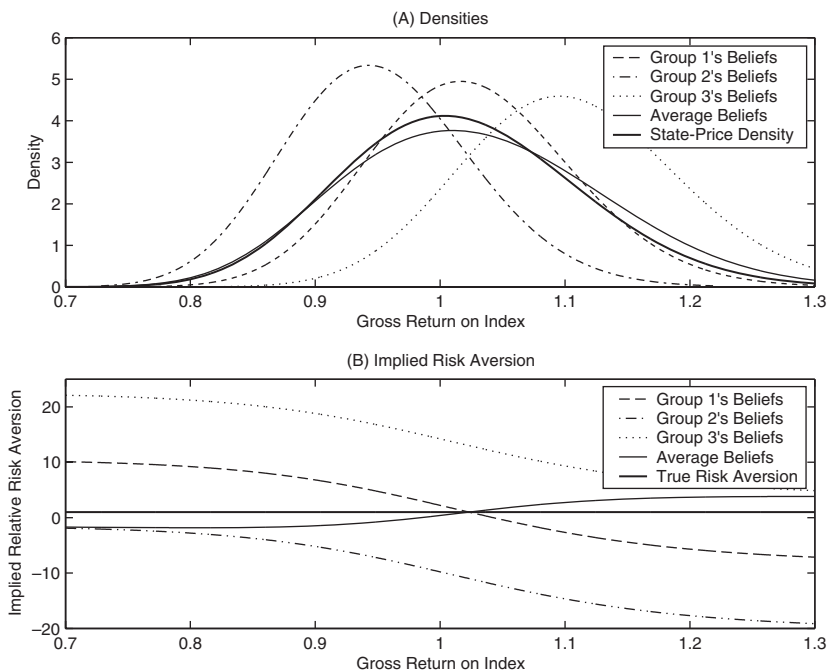 (A) Densities
6
5
4
3
2
1
0
Density
Group 1's Beliefs
Group 2's Beliefs
Group 3's Beliefs
Average Beliefs
State-Price Density
0.7 0.8 0.9 1 1.1 1.2 1.3
Gross Return on Index
(B) Implied Risk Aversion
20
10
0
−10
−20
Implied Relative Risk Aversion
Group 1's Beliefs
Group 2's Beliefs
Group 3's Beliefs
Average Beliefs
True Risk Aversion
0.7 0.8 0.9 1 1.1 1.2 1.3
Gross Return on Index